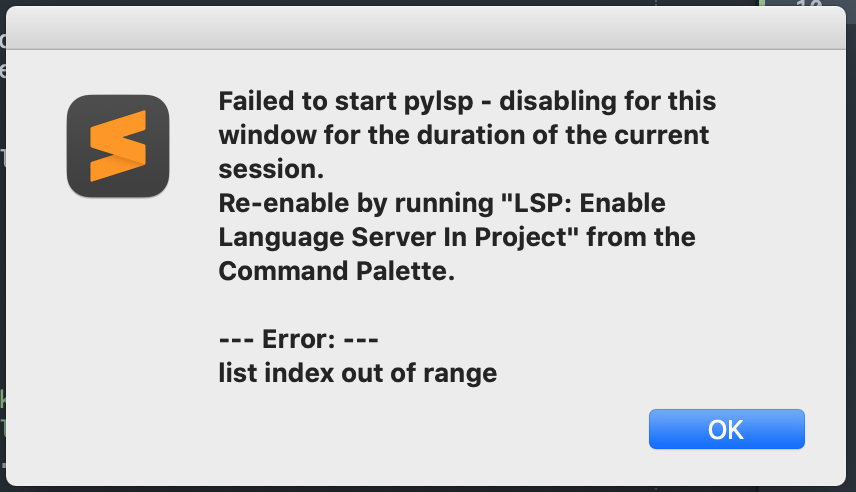 Failed to start pylsp - disabling for this
window for the duration of the current
session.
Re-enable by running "LSP: Enable
Language Server In Project" from the
Command Palette.
--- Error: ---
list index out of range
OK